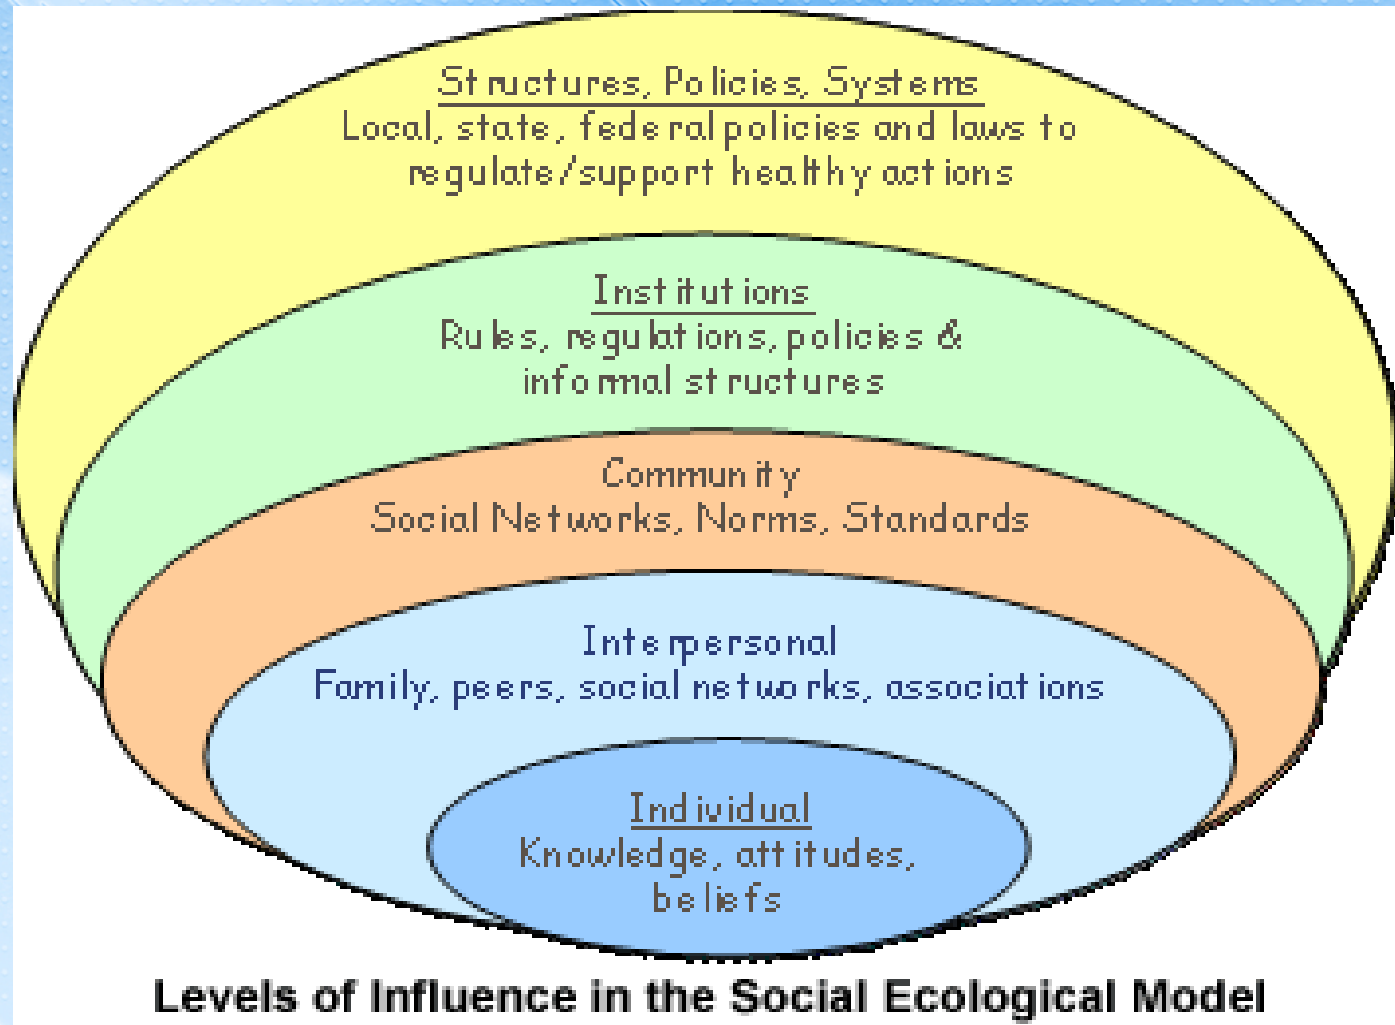 Structures, Policies, Systems
Local, state, federal policies and laws to
regulate/support healthy actions
Institutions
Rules, regulations, policies &
informal structures
Community
Social Networks, Norms, Standards
Interpersonal
Family, peers, social networks, associations
Individual
Knowledge, attitudes,
beliefs
Levels of Influence in the Social Ecological Model